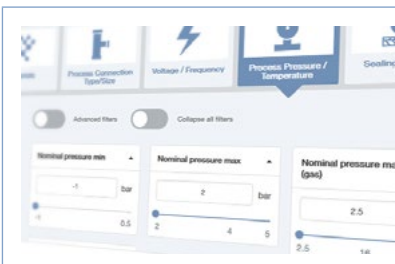 Process Connection
Type/Size
Voltage / Frequency
Process Pressure /
Temperature
Sealing
Advanced filters
Collapse all filters
Nominal pressure min
Nominal pressure max
Nominal pressure ma
(gas)
-1
bar
2
bar
2.5
-1
0.5
2
4
5
2.5
16